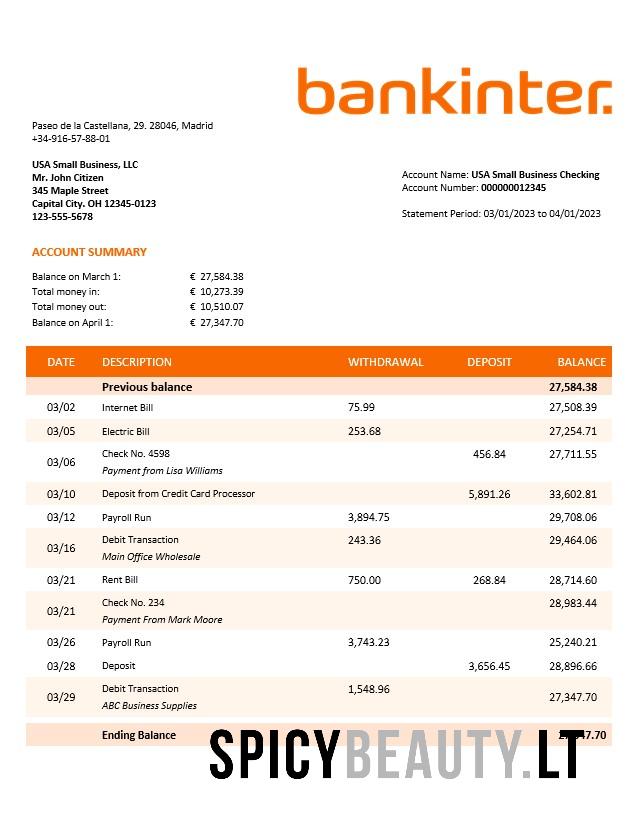 bankinter.
Paseo de la Castellana, 29. 28046, Madrid
+34-916-57-88-01
USA Small Business, LLC
Mr. John Citizen
345 Maple Street
Capital City. OH 12345-0123
123-555-5678
Account Name: USA Small Business Checking
Account Number: 000000012345
Statement Period: 03/01/2023 to 04/01/2023
ACCOUNT SUMMARY
Balance on March 1: € 27,584.38
Total money in: € 10,273.39
Total money out: € 10,510.07
Balance on April 1: € 27,347.70
DATE DESCRIPTION WITHDRAWAL DEPOSIT BALANCE
Previous balance 27,584.38
03/02 Internet Bill 75.99 27,508.39
03/05 Electric Bill 253.68 27,254.71
03/06 Check No. 4598 456.84 27,711.55
Payment from Lisa Williams
03/10 Deposit from Credit Card Processor 5,891.26 33,602.81
03/12 Payroll Run 3,894.75 29,708.06
03/16 Debit Transaction 243.36 29,464.06
Main Office Wholesale
03/21 Rent Bill 750.00 268.84 28,714.60
03/21 Check No. 234 28,983.44
Payment From Mark Moore
03/26 Payroll Run 3,743.23 25,240.21
03/28 Deposit 3,656.45 28,896.66
03/29 Debit Transaction 1,548.96 27,347.70
ABC Business Supplies
Ending Balance
SPICYBEAUTY.LT